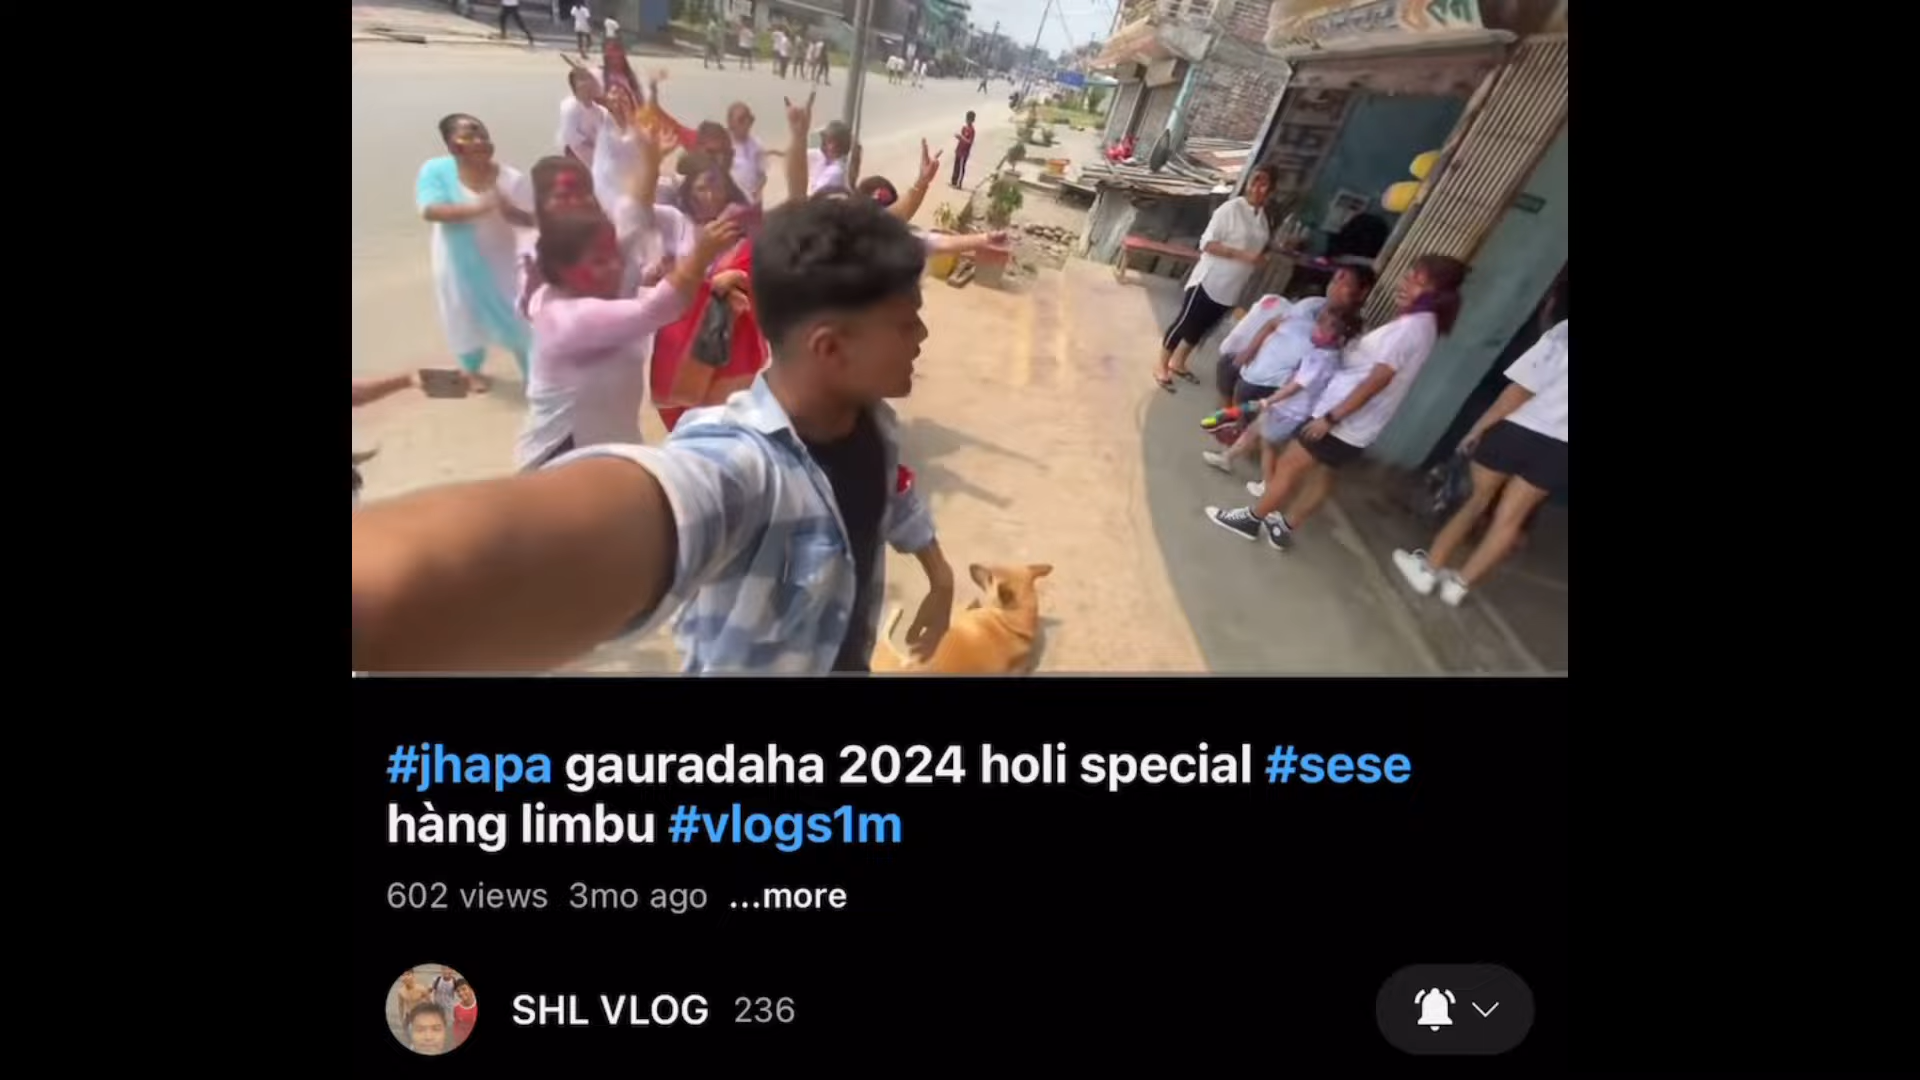 #jhapa gauradaha 2024 holi special #sese
hàng limbu #vlogs1m
602 views 3mo ago ...more
SHL VLOG 236